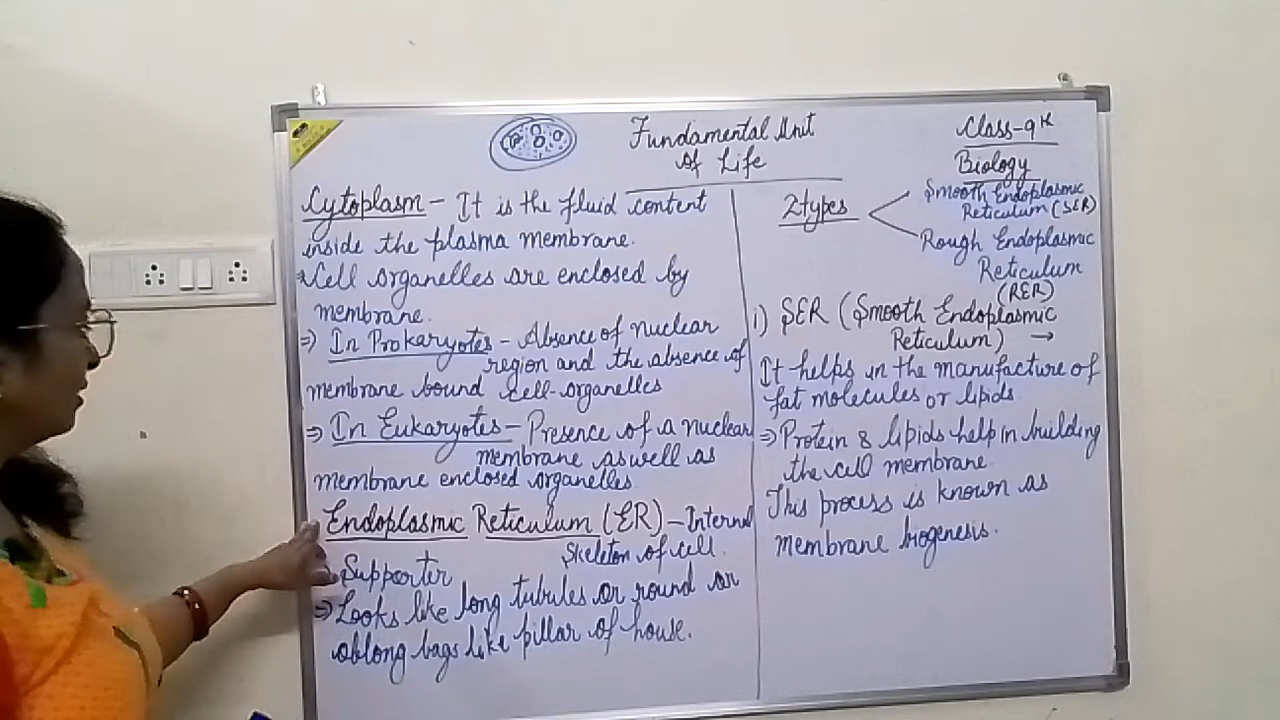 Fundamental Unit
of Life
Class-9th
Biology
Cytoplasm - It is the fluid content
inside the plasma membrane.
Cell organelles are enclosed by
membrane.
⇒ In Prokaryotes - Absence of nuclear
region and the absence of
membrane bound cell-organelles
⇒ In Eukaryotes - Presence of a nuclear
membrane aswell as
membrane enclosed organelles.
Endoplasmic Reticulum (ER) - Internal
Skeleton of cell.
Supporter
⇒ Looks like long tubules or round or
oblong bags like pillar of house.
2types
Smooth Endoplasmic
Reticulum (SER)
Rough Endoplasmic
Reticulum
(RER)
1) SER (Smooth Endoplasmic
Reticulum) →
It helps in the manufacture of
fat molecules or lipids.
⇒ Protein & lipids help in building
the cell membrane
This process is known as
membrane biogenesis.